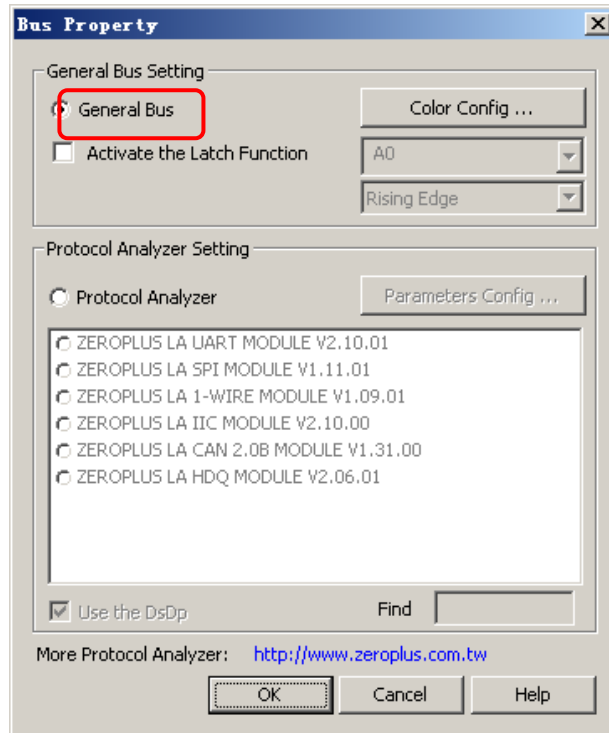 Bus Property
General Bus Setting
General Bus
Color Config ...
Activate the Latch Function
A0
Rising Edge
Protocol Analyzer Setting
Protocol Analyzer
Parameters Config ...
ZEROPLUS LA UART MODULE V2.10.01
ZEROPLUS LA SPI MODULE V1.11.01
ZEROPLUS LA 1-WIRE MODULE V1.09.01
ZEROPLUS LA IIC MODULE V2.10.00
ZEROPLUS LA CAN 2.0B MODULE V1.31.00
ZEROPLUS LA HDQ MODULE V2.06.01
Use the DsDp
Find
More Protocol Analyzer: http://www.zeroplus.com.tw
OK Cancel Help